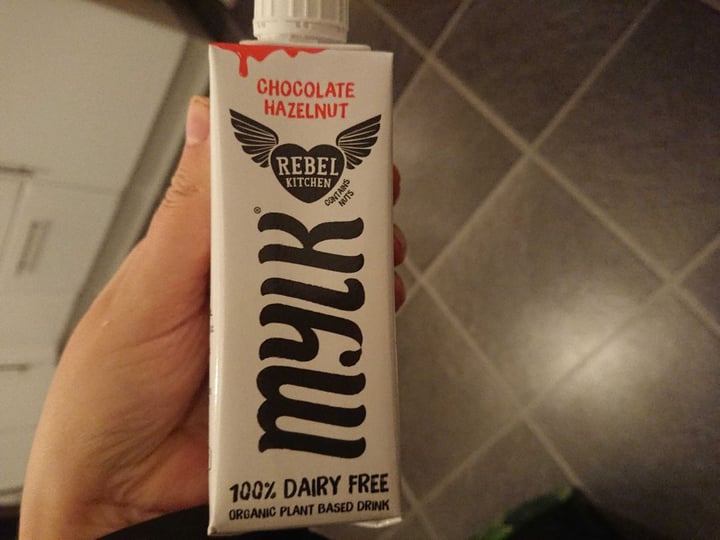 CHOCOLATE
HAZELNUT
REBEL
KITCHEN
CONTAINS
NUTS
mylk®
100% DAIRY FREE
ORGANIC PLANT BASED DRINK